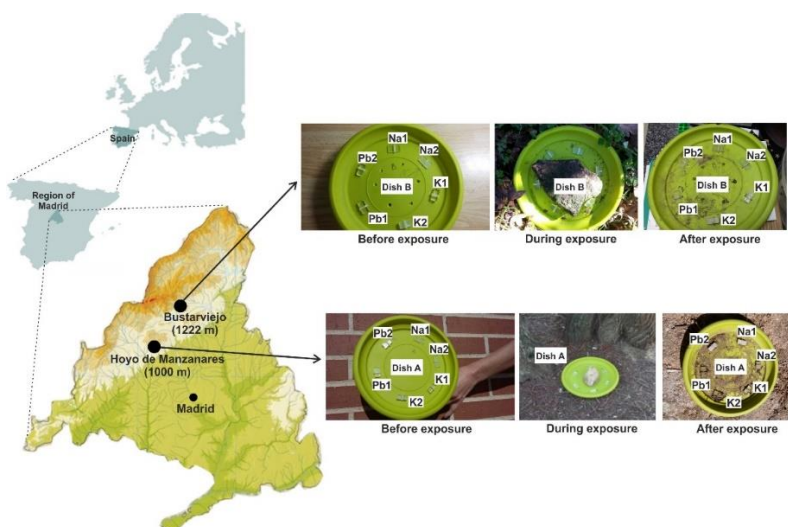 Spain
Region of
Madrid
Bustarviejo
(1222 m)
Hoyo de Manzanares
(1000 m)
Madrid
Na1
Na2
Pb2
K1
Dish B
Pb1
K2
Before exposure
Dish B
During exposure
Na1
Pb2
Na2
Dish B
K1
Pb1
K2
After exposure
Pb2
Na1
Na2
Dish A
Pb1
K1
K2
Before exposure
Dish A
During exposure
Pb2
Na1
Na2
Dish A
Pb1
K1
K2
After exposure